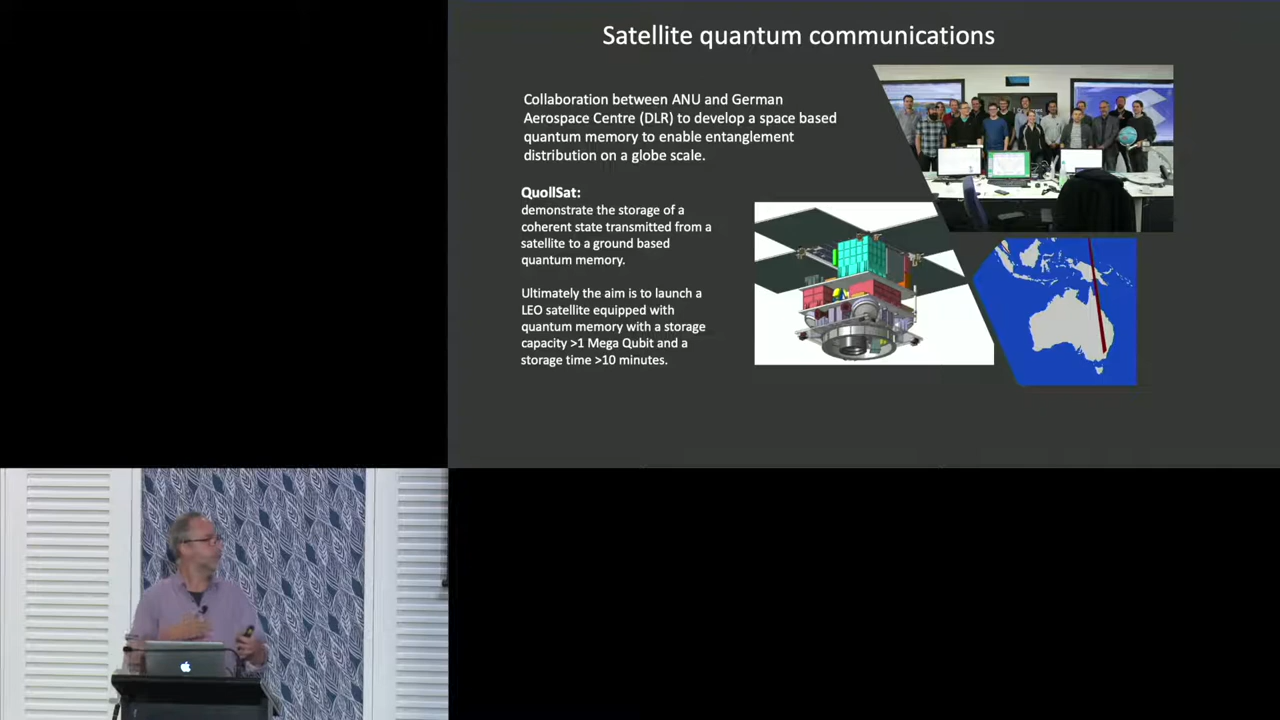 Satellite quantum communications
Collaboration between ANU and German
Aerospace Centre (DLR) to develop a space based
quantum memory to enable entanglement
distribution on a globe scale.
QuollSat:
demonstrate the storage of a
coherent state transmitted from a
satellite to a ground based
quantum memory.
Ultimately the aim is to launch a
LEO satellite equipped with
quantum memory with a storage
capacity >1 Mega Qubit and a
storage time >10 minutes.